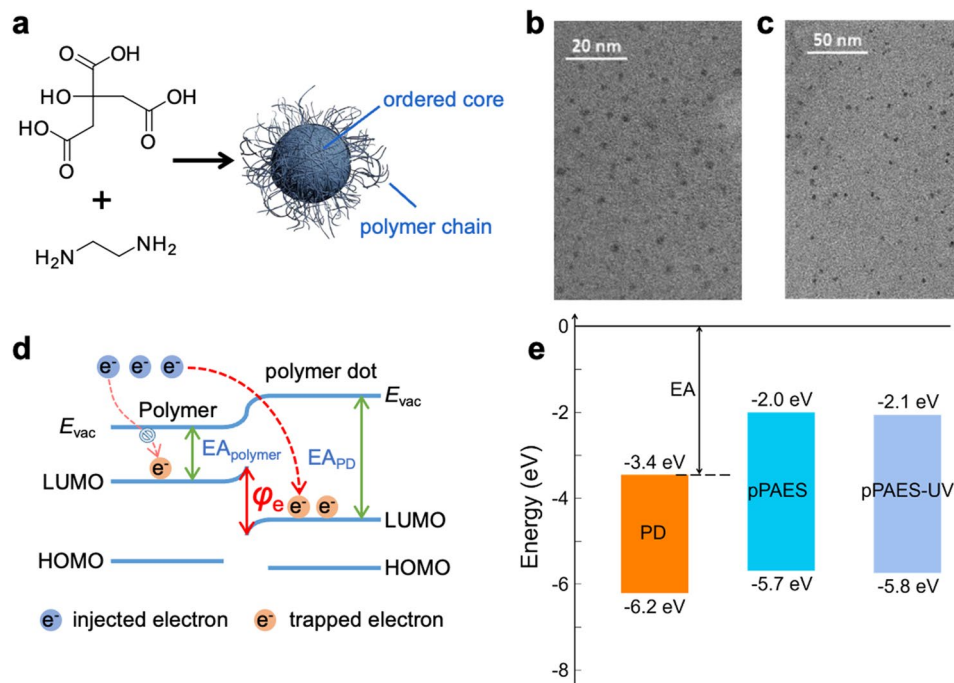 a
OH
O
O
HO
OH
HO
O
+
H₂N
NH₂
ordered core
polymer chain
b
20 nm
c
50 nm
d
e⁻ e⁻ e⁻
polymer dot
Evac
Polymer
Evac
e⁻
EApolymer
EAPD
LUMO
φe
e⁻ e⁻
LUMO
HOMO
HOMO
e⁻ injected electron
e⁻ trapped electron
e
Energy (eV)
0
-2
-4
-6
-8
EA
-2.0 eV
-2.1 eV
-3.4 eV
PD
pPAES
pPAES-UV
-5.7 eV
-5.8 eV
-6.2 eV